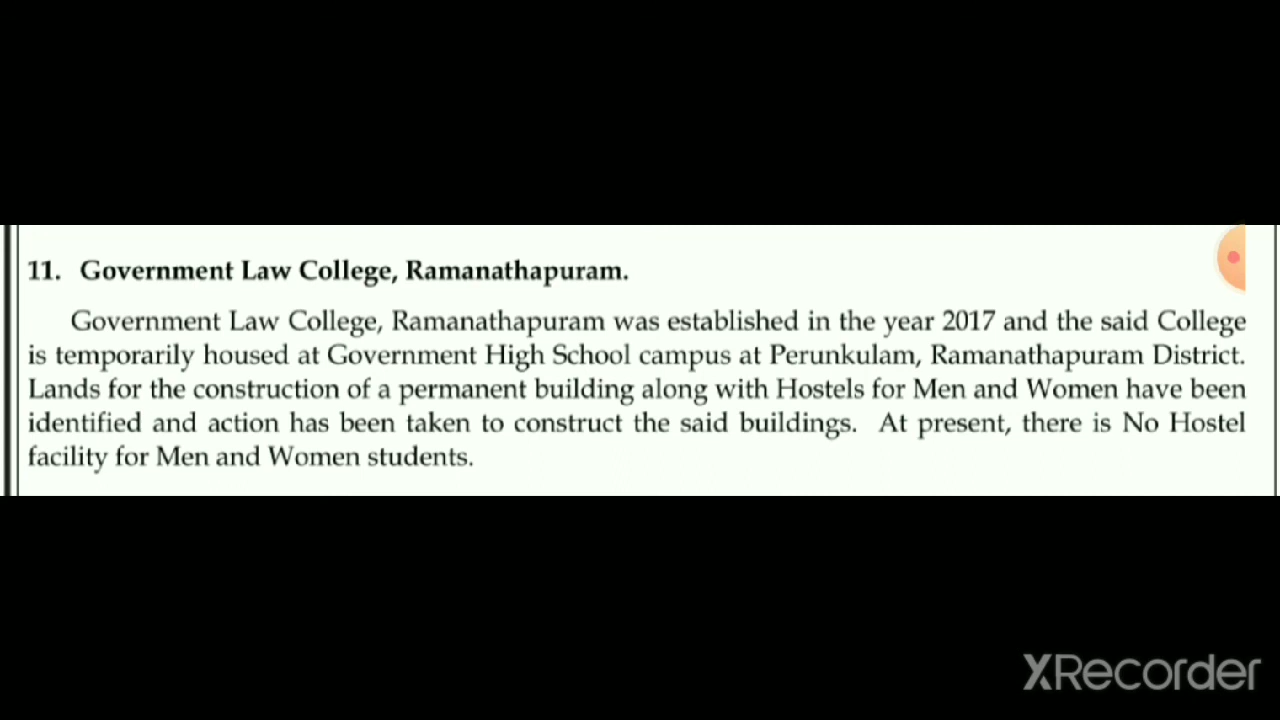 11. Government Law College, Ramanathapuram.
Government Law College, Ramanathapuram was established in the year 2017 and the said College
is temporarily housed at Government High School campus at Perunkulam, Ramanathapuram District.
Lands for the construction of a permanent building along with Hostels for Men and Women have been
identified and action has been taken to construct the said buildings. At present, there is No Hostel
facility for Men and Women students.
XRecorder